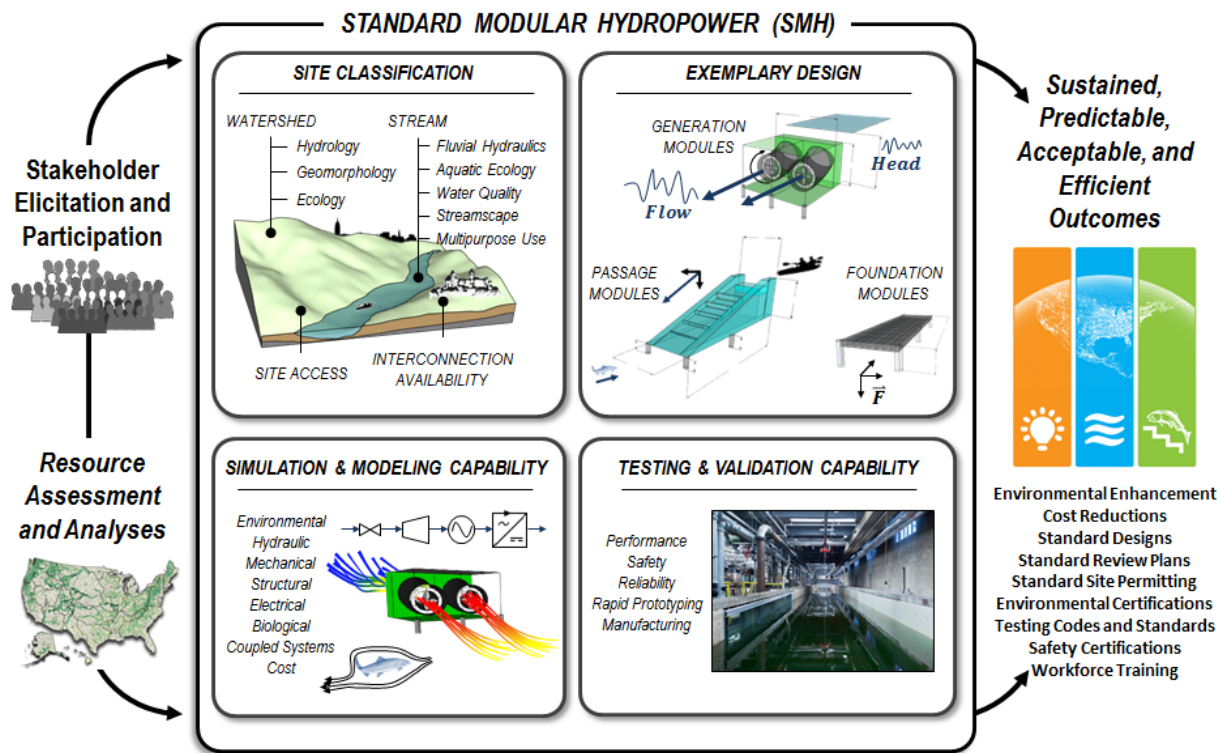 STANDARD MODULAR HYDROPOWER (SMH)
Stakeholder
Elicitation and
Participation
Resource
Assessment
and Analyses
SITE CLASSIFICATION
WATERSHED
Hydrology
Geomorphology
Ecology
STREAM
Fluvial Hydraulics
Aquatic Ecology
Water Quality
Streamscape
Multipurpose Use
SITE ACCESS
INTERCONNECTION
AVAILABILITY
EXEMPLARY DESIGN
GENERATION
MODULES
Head
Flow
PASSAGE
MODULES
FOUNDATION
MODULES
F
SIMULATION & MODELING CAPABILITY
Environmental
Hydraulic
Mechanical
Structural
Electrical
Biological
Coupled Systems
Cost
TESTING & VALIDATION CAPABILITY
Performance
Safety
Reliability
Rapid Prototyping
Manufacturing
Sustained,
Predictable,
Acceptable, and
Efficient
Outcomes
Environmental Enhancement
Cost Reductions
Standard Designs
Standard Review Plans
Standard Site Permitting
Environmental Certifications
Testing Codes and Standards
Safety Certifications
Workforce Training